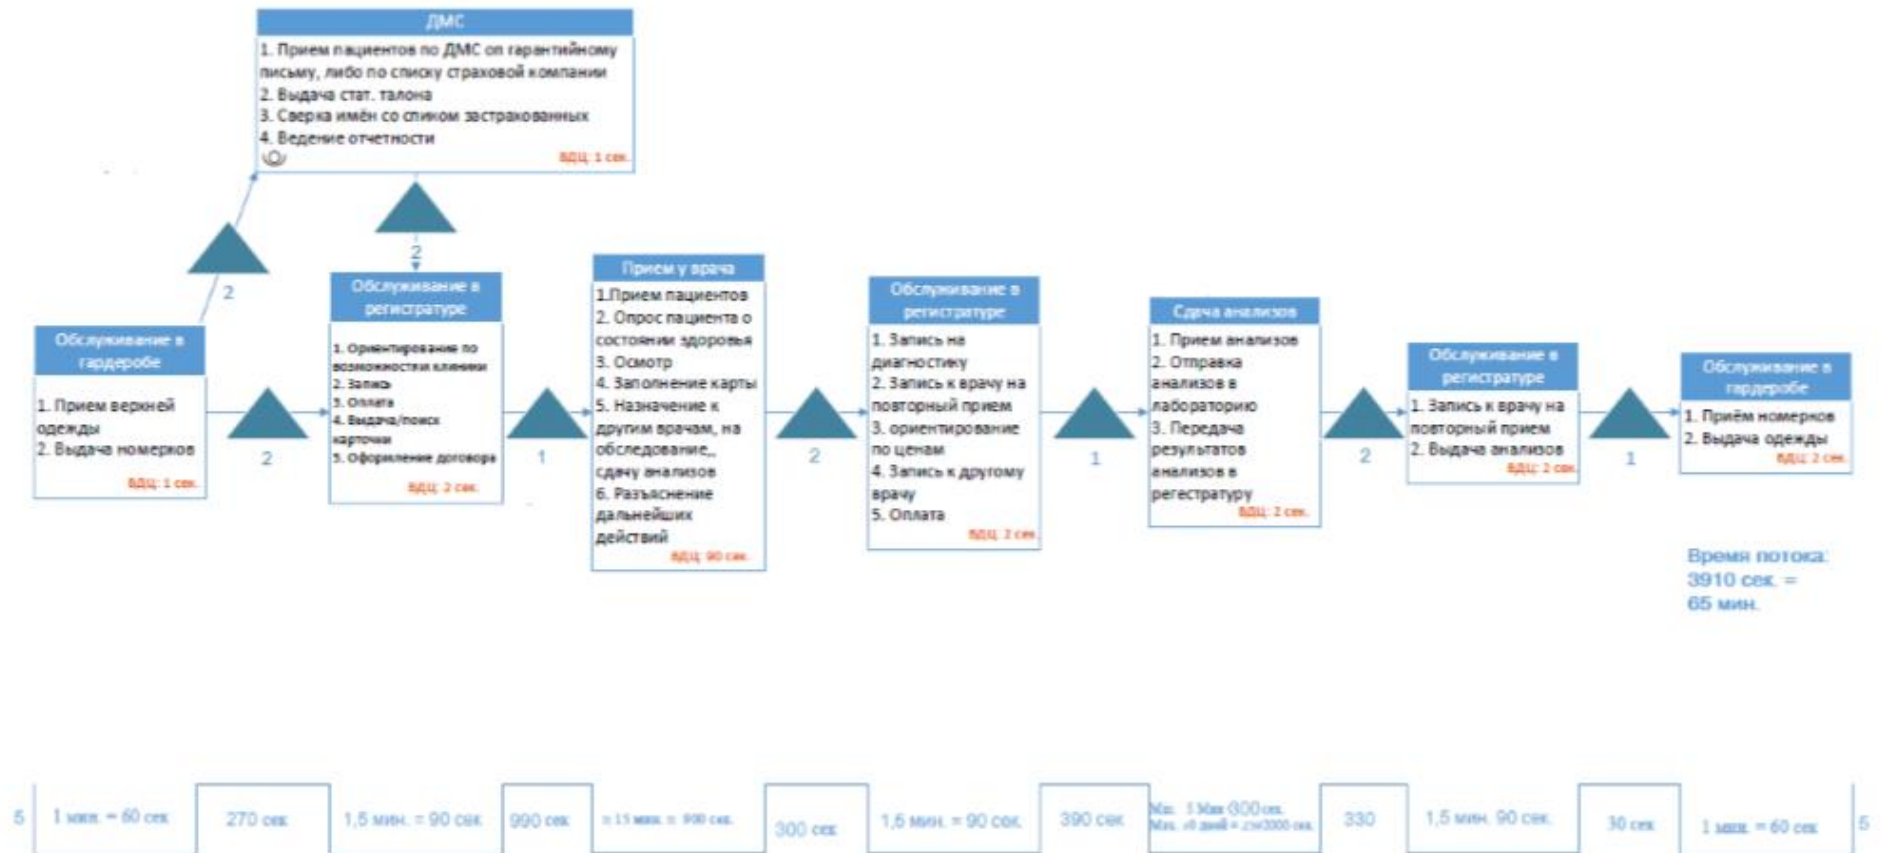 ДМС
1. Прием пациентов по ДМС оп гарантийному
письму, либо по списку страховой компании
2. Выдача стат. талона
3. Сверка имён со спиком застрахованных
4. Ведение отчетности
ВДЦ: 1 сек.
2
2
Обслуживание в
гардеробе
1. Прием верхней
одежды
2. Выдача номерков
ВДЦ: 1 сек.
2
Обслуживание в
регистратуре
1. Ориентирование по
возможностях клиники
2. Запись
3. Оплата
4. Выдача/поиск
карточки
5. Оформление договора
ВДЦ: 2 сек.
1
Прием у врача
1.Прием пациентов
2. Опрос пациента о
состоянии здоровья
3. Осмотр
4. Заполнение карты
5. Назначение к
другим врачам, на
обследование,,
сдачу анализов
6. Разъяснение
дальнейших
действий
ВДЦ: 90 сек.
2
Обслуживание в
регистратуре
1. Запись на
диагностику
2. Запись к врачу на
повторный прием
3. ориентирование
по ценам
4. Запись к другому
врачу
5. Оплата
ВДЦ: 2 сек.
1
Сдача анализов
1. Прием анализов
2. Отправка
анализов в
лабораторию
3. Передача
результатов
анализов в
регестратуру
ВДЦ: 2 сек.
2
Обслуживание в
регистратуре
1. Запись к врачу на
повторный прием
2. Выдача анализов
ВДЦ: 2 сек.
1
Обслуживание в
гардеробе
1. Приём номерков
2. Выдача одежды
ВДЦ: 2 сек.
Время потока:
3910 сек. =
65 мин.
5
1 мин. = 60 сек
270 сек
1,5 мин. = 90 сек
990 сек
= 15 мин. = 900 сек.
300 сек
1,5 мин. = 90 сек.
390 сек
5 Мин
330
1,5 мин. 90 сек.
30 сек
1 мин. = 60 сек
5